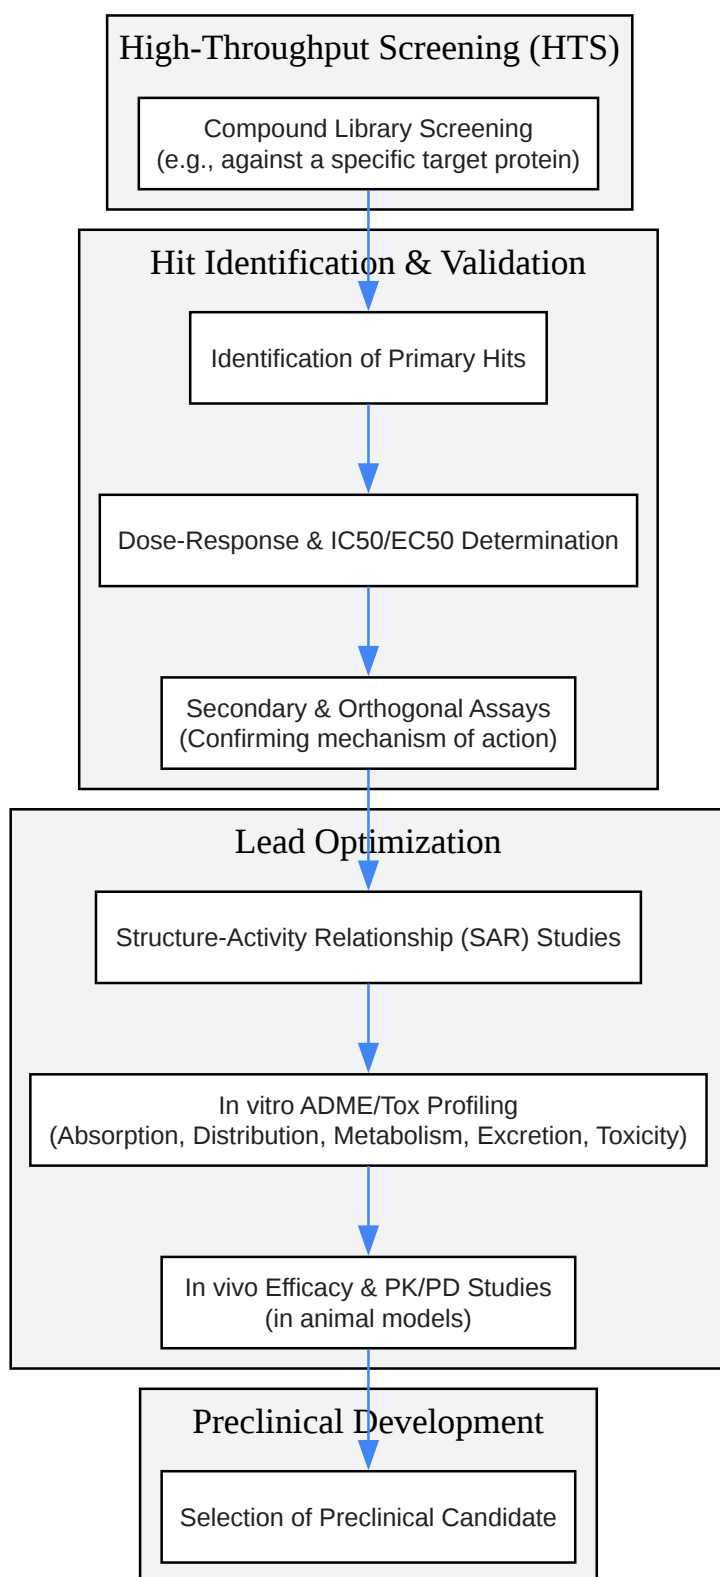 High-Throughput Screening (HTS)
Compound Library Screening
(e.g., against a specific target protein)
Hit Identification & Validation
Identification of Primary Hits
Dose-Response & IC50/EC50 Determination
Secondary & Orthogonal Assays
(Confirming mechanism of action)
Lead Optimization
Structure-Activity Relationship (SAR) Studies
In vitro ADME/Tox Profiling
(Absorption, Distribution, Metabolism, Excretion, Toxicity)
In vivo Efficacy & PK/PD Studies
(in animal models)
Preclinical Development
Selection of Preclinical Candidate